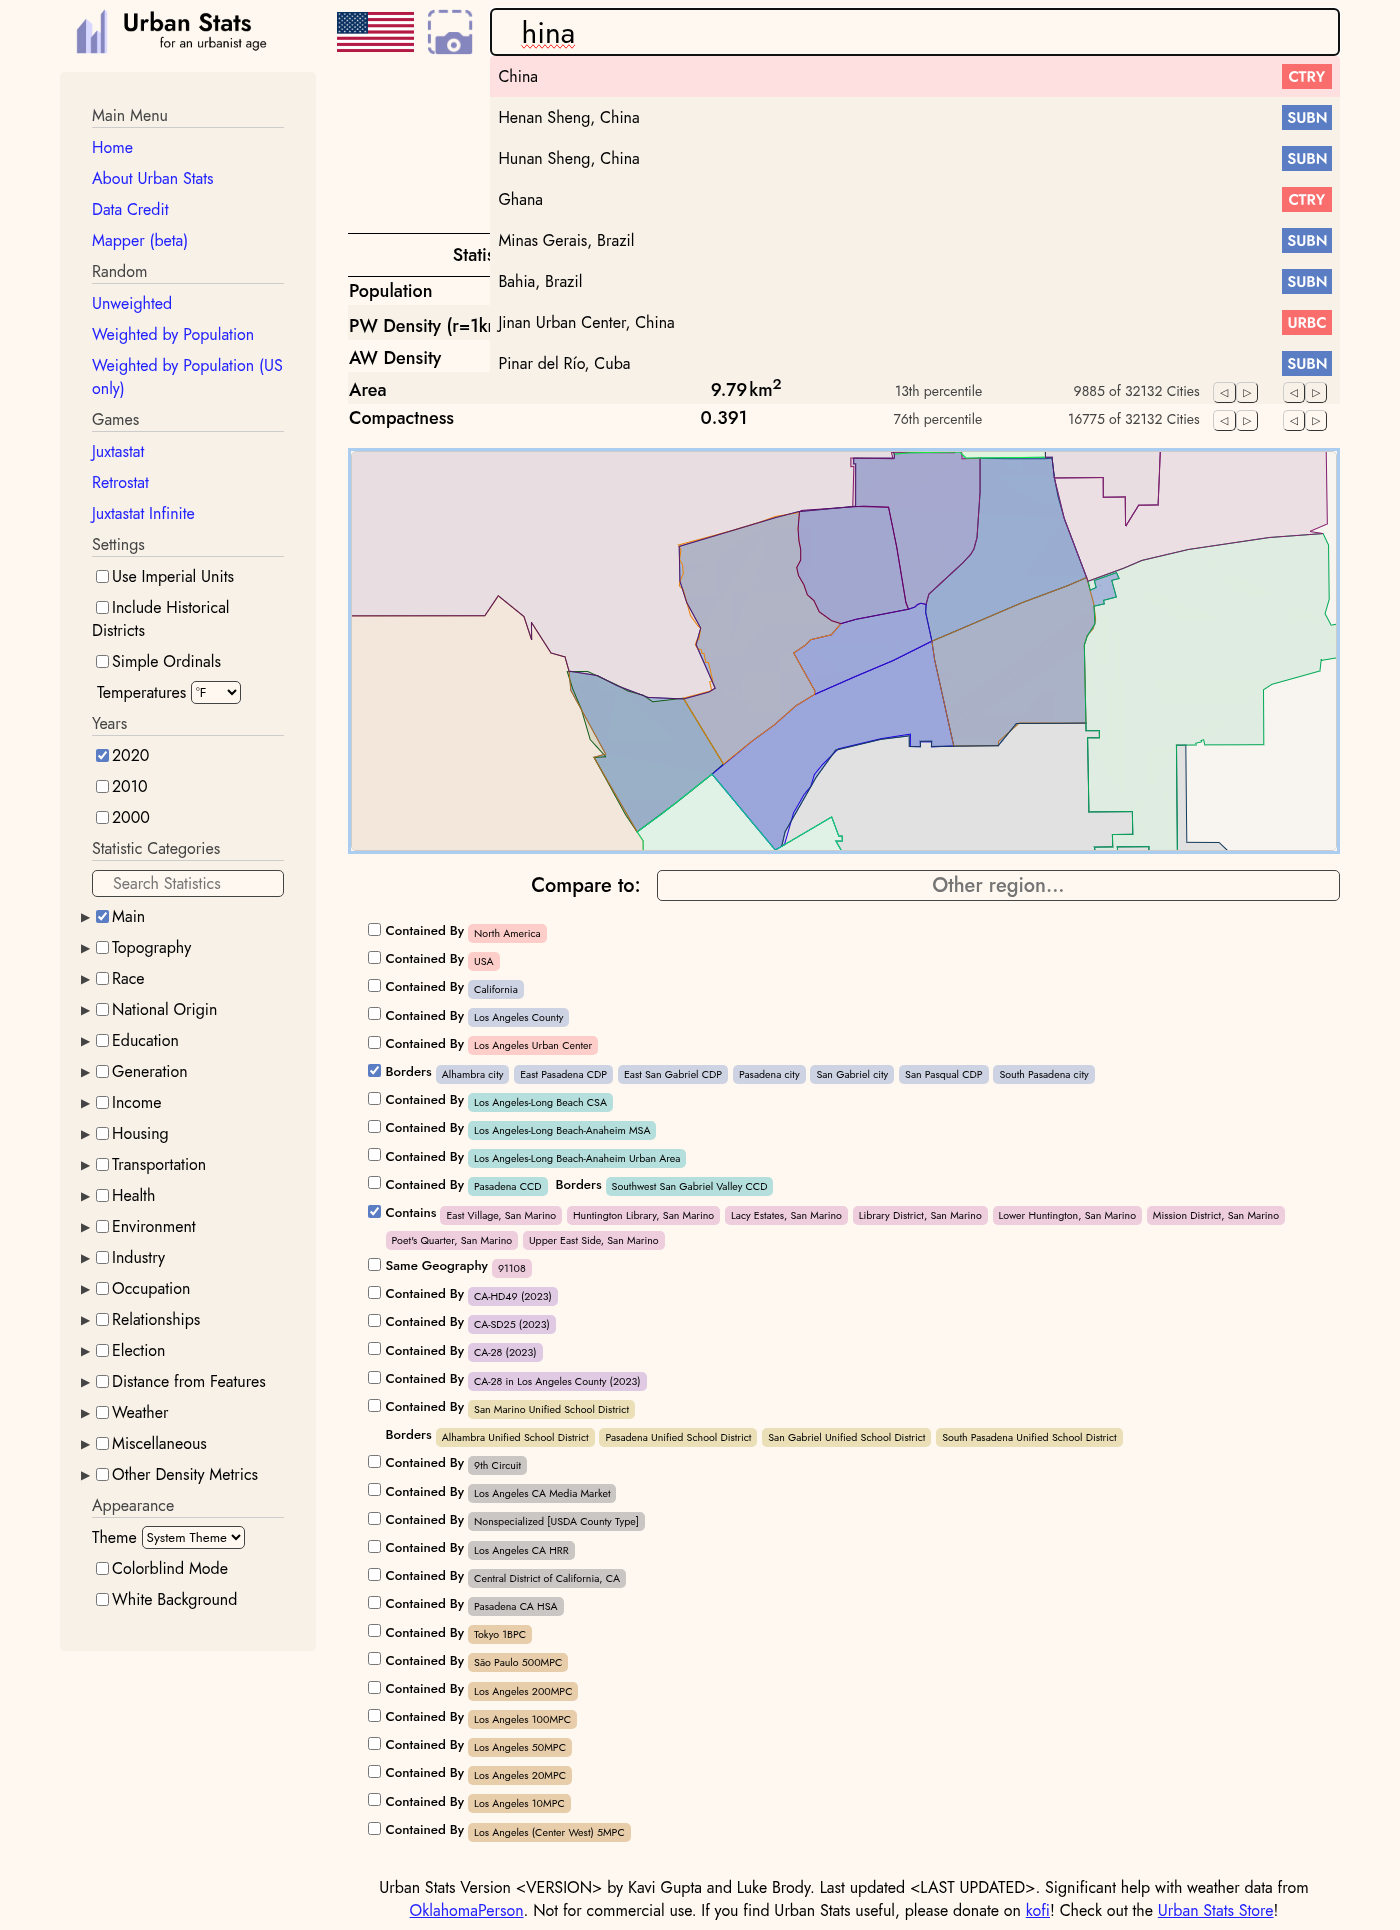 Urban Stats
for an urbanist age
hina
China CTRY
Henan Sheng, China SUBN
Hunan Sheng, China SUBN
Ghana CTRY
Minas Gerais, Brazil SUBN
Bahia, Brazil SUBN
Jinan Urban Center, China URBC
Pinar del Río, Cuba SUBN
Main Menu
Home
About Urban Stats
Data Credit
Mapper (beta)
Random
Unweighted
Weighted by Population
Weighted by Population (US
only)
Games
Juxtastat
Retrostat
Juxtastat Infinite
Settings
Use Imperial Units
Include Historical
Districts
Simple Ordinals
Temperatures °F
Years
2020
2010
2000
Statistic Categories
Search Statistics
Main
Topography
Race
National Origin
Education
Generation
Income
Housing
Transportation
Health
Environment
Industry
Occupation
Relationships
Election
Distance from Features
Weather
Miscellaneous
Other Density Metrics
Appearance
Theme System Theme
Colorblind Mode
White Background
Statis
Population
PW Density (r=1k
AW Density
Area 9.79 km² 13th percentile 9885 of 32132 Cities
Compactness 0.391 76th percentile 16775 of 32132 Cities
Compare to: Other region...
Contained By North America
Contained By USA
Contained By California
Contained By Los Angeles County
Contained By Los Angeles Urban Center
Borders Alhambra city East Pasadena CDP East San Gabriel CDP Pasadena city San Gabriel city San Pasqual CDP South Pasadena city
Contained By Los Angeles-Long Beach CSA
Contained By Los Angeles-Long Beach-Anaheim MSA
Contained By Los Angeles-Long Beach-Anaheim Urban Area
Contained By Pasadena CCD Borders Southwest San Gabriel Valley CCD
Contains East Village, San Marino Huntington Library, San Marino Lacy Estates, San Marino Library District, San Marino Lower Huntington, San Marino Mission District, San Marino
Poet's Quarter, San Marino Upper East Side, San Marino
Same Geography 91108
Contained By CA-HD49 (2023)
Contained By CA-SD25 (2023)
Contained By CA-28 (2023)
Contained By CA-28 in Los Angeles County (2023)
Contained By San Marino Unified School District
Borders Alhambra Unified School District Pasadena Unified School District San Gabriel Unified School District South Pasadena Unified School District
Contained By 9th Circuit
Contained By Los Angeles CA Media Market
Contained By Nonspecialized [USDA County Type]
Contained By Los Angeles CA HRR
Contained By Central District of California, CA
Contained By Pasadena CA HSA
Contained By Tokyo 1BPC
Contained By São Paulo 500MPC
Contained By Los Angeles 200MPC
Contained By Los Angeles 100MPC
Contained By Los Angeles 50MPC
Contained By Los Angeles 20MPC
Contained By Los Angeles 10MPC
Contained By Los Angeles (Center West) 5MPC
Urban Stats Version <VERSION> by Kavi Gupta and Luke Brody. Last updated <LAST UPDATED>. Significant help with weather data from
OklahomaPerson. Not for commercial use. If you find Urban Stats useful, please donate on kofi! Check out the Urban Stats Store!